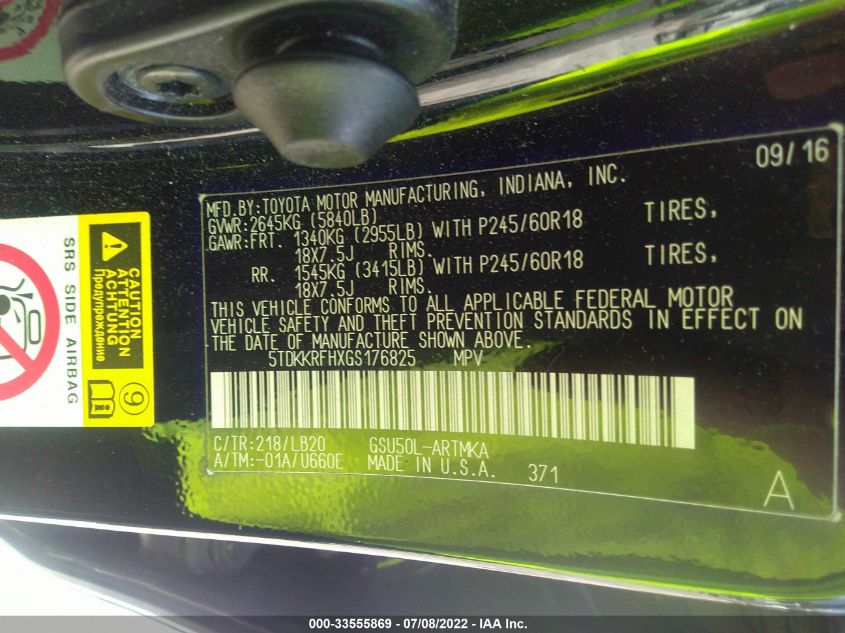 09/16
MFD.BY:TOYOTA MOTOR MANUFACTURING, INDIANA, INC.
GVWR:2645KG (5840LB)
GAWR:FRT. 1340KG (2955LB) WITH P245/60R18 TIRES,
18X7.5J RIMS.
RR. 1545KG (3415LB) WITH P245/60R18 TIRES,
18X7.5J RIMS.
THIS VEHICLE CONFORMS TO ALL APPLICABLE FEDERAL MOTOR
VEHICLE SAFETY AND THEFT PREVENTION STANDARDS IN EFFECT ON
THE DATE OF MANUFACTURE SHOWN ABOVE.
5TDKKRFHXGS176825 MPV
C/TR:218/LB20 GSU50L-ARTMKA
A/TM:-01A/U660E MADE IN U.S.A. 371
A
SRS SIDE AIRBAG
CAUTION
ATTENTION
ACHTUNG
Предупреждение
9
000-33555869 - 07/08/2022 - IAA Inc.